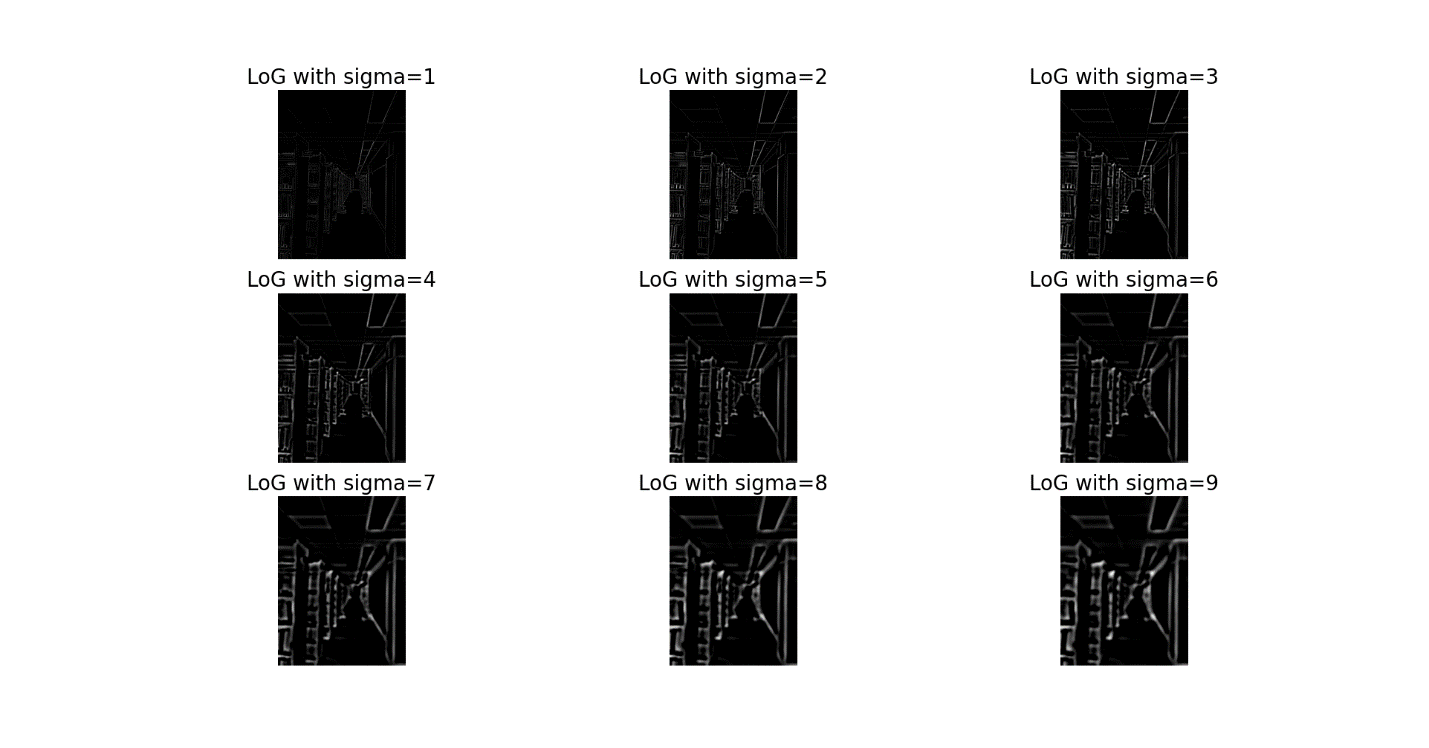 LoG with sigma=1
LoG with sigma=2
LoG with sigma=3
LoG with sigma=4
LoG with sigma=5
LoG with sigma=6
LoG with sigma=7
LoG with sigma=8
LoG with sigma=9